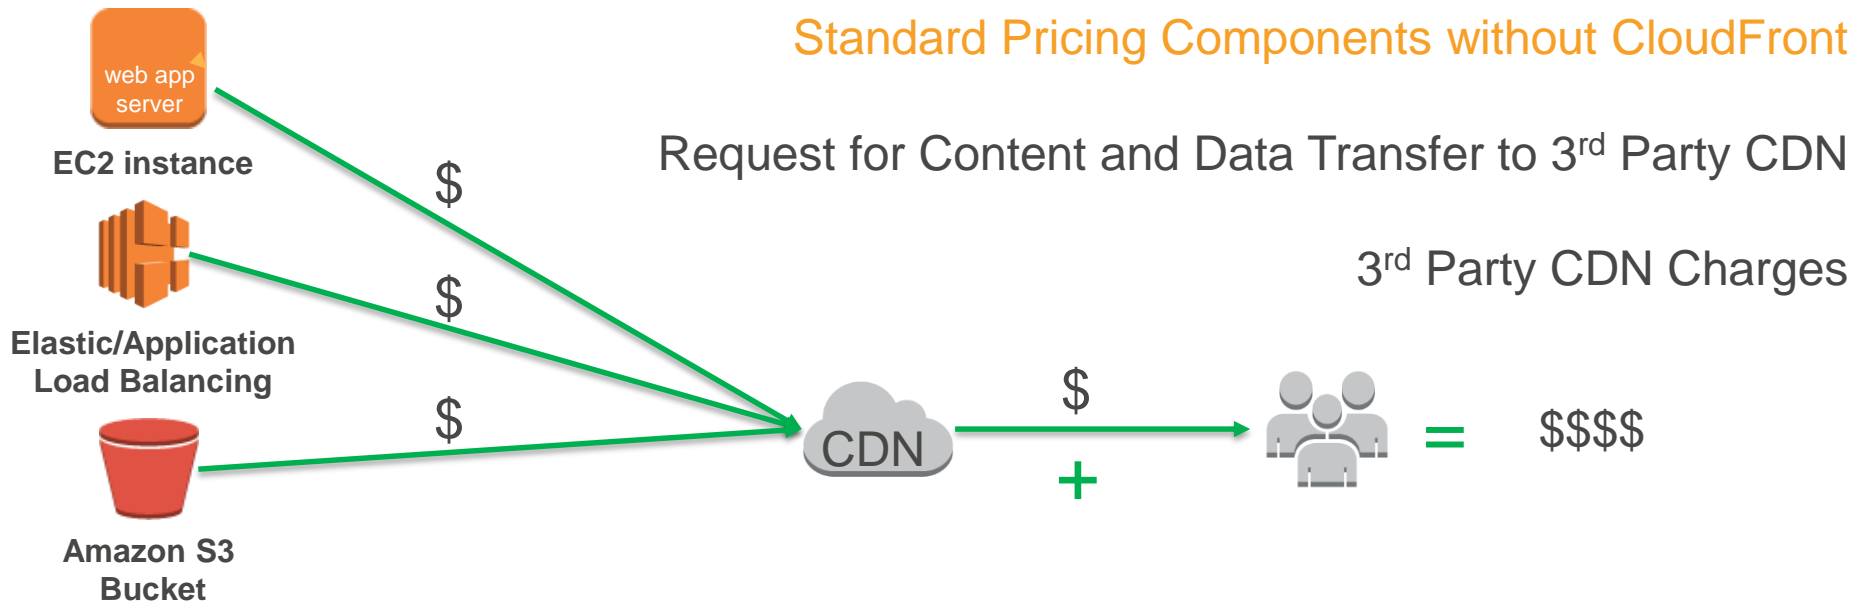 Standard Pricing Components without CloudFront
web app
server
EC2 instance
Request for Content and Data Transfer to 3rd Party CDN
$
3rd Party CDN Charges
$
Elastic/Application
Load Balancing
$
$
CDN
+
= $$$$
Amazon S3
Bucket